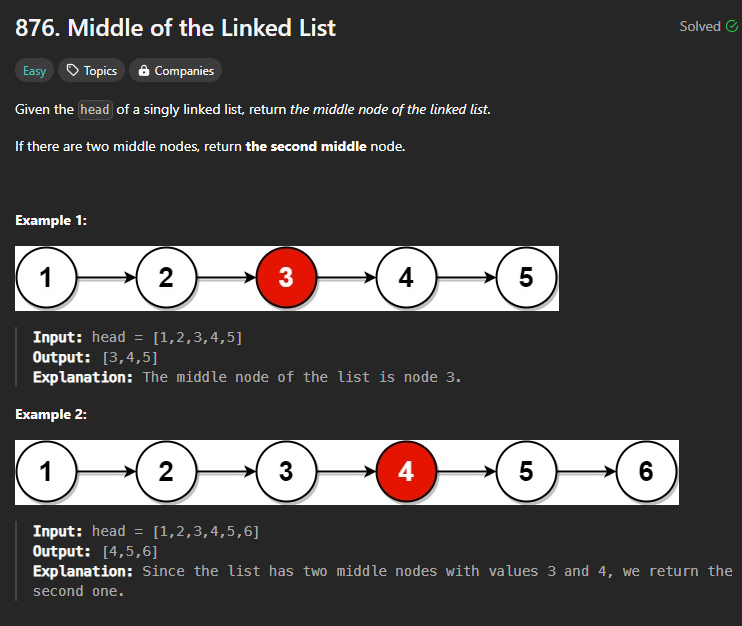 876. Middle of the Linked List
Solved
Easy
Topics
Companies
Given the head of a singly linked list, return the middle node of the linked list.
If there are two middle nodes, return the second middle node.
Example 1:
1 2 3 4 5
Input: head = [1,2,3,4,5]
Output: [3,4,5]
Explanation: The middle node of the list is node 3.
Example 2:
1 2 3 4 5 6
Input: head = [1,2,3,4,5,6]
Output: [4,5,6]
Explanation: Since the list has two middle nodes with values 3 and 4, we return the
second one.